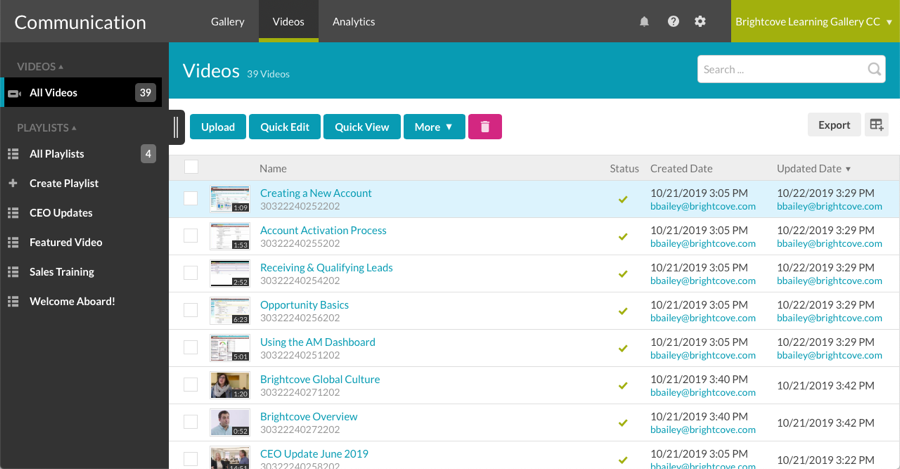 Communication
Gallery
Videos
Analytics
Brightcove Learning Gallery CC
VIDEOS
All Videos
39
PLAYLISTS
All Playlists
4
Create Playlist
CEO Updates
Featured Video
Sales Training
Welcome Aboard!
Videos 39 Videos
Search ...
Upload
Quick Edit
Quick View
More
Export
Name Status Created Date Updated Date
1:09
Creating a New Account 10/21/2019 3:05 PM 10/22/2019 3:29 PM
30322240252202 bbailey@brightcove.com bbailey@brightcove.com
1:53
Account Activation Process 10/21/2019 3:05 PM 10/22/2019 3:29 PM
30322240255202 bbailey@brightcove.com bbailey@brightcove.com
2:52
Receiving & Qualifying Leads 10/21/2019 3:05 PM 10/22/2019 3:29 PM
30322240254202 bbailey@brightcove.com bbailey@brightcove.com
6:23
Opportunity Basics 10/21/2019 3:05 PM 10/22/2019 3:29 PM
30322240256202 bbailey@brightcove.com bbailey@brightcove.com
5:01
Using the AM Dashboard 10/21/2019 3:05 PM 10/22/2019 3:29 PM
30322240251202 bbailey@brightcove.com bbailey@brightcove.com
1:20
Brightcove Global Culture 10/21/2019 3:40 PM 10/21/2019 3:42 PM
30322240271202 bbailey@brightcove.com
0:52
Brightcove Overview 10/21/2019 3:40 PM 10/21/2019 3:42 PM
30322240272202 bbailey@brightcove.com
14:51
CEO Update June 2019 10/21/2019 3:05 PM 10/21/2019 3:22 PM
30322240258202 bbailey@brightcove.com